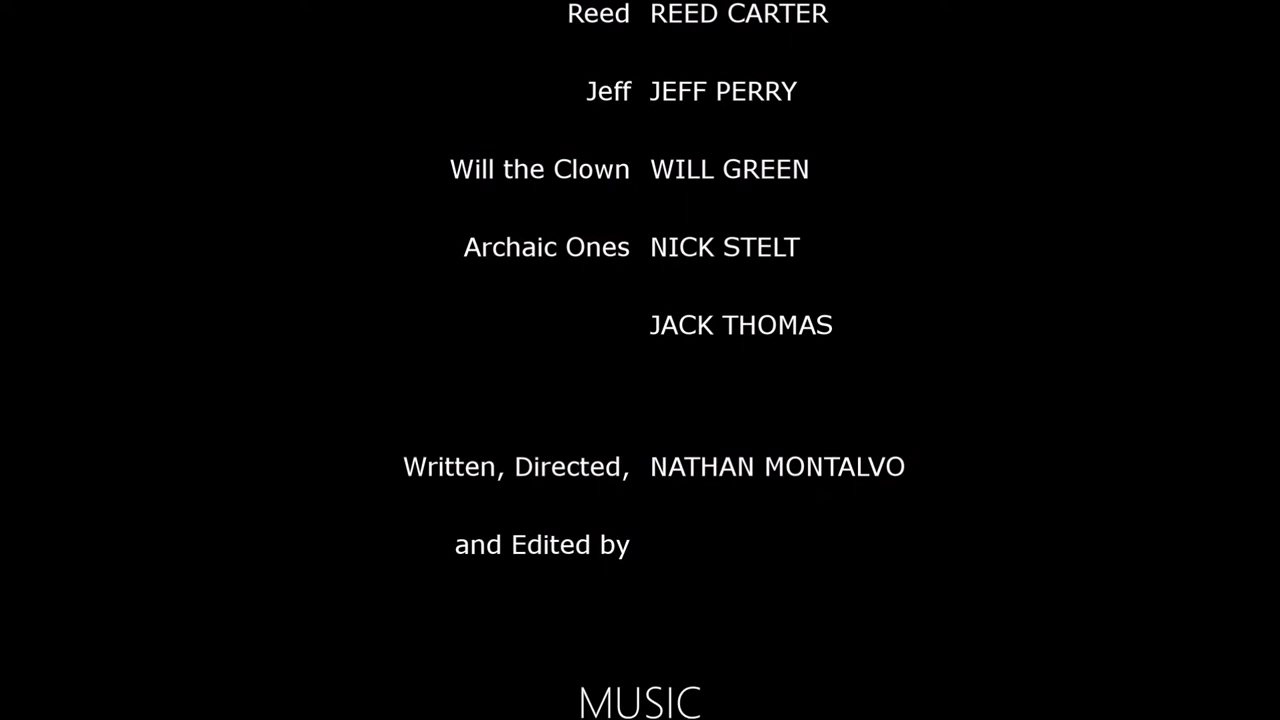 Reed REED CARTER
Jeff JEFF PERRY
Will the Clown WILL GREEN
Archaic Ones NICK STELT
JACK THOMAS
Written, Directed, NATHAN MONTALVO
and Edited by
MUSIC